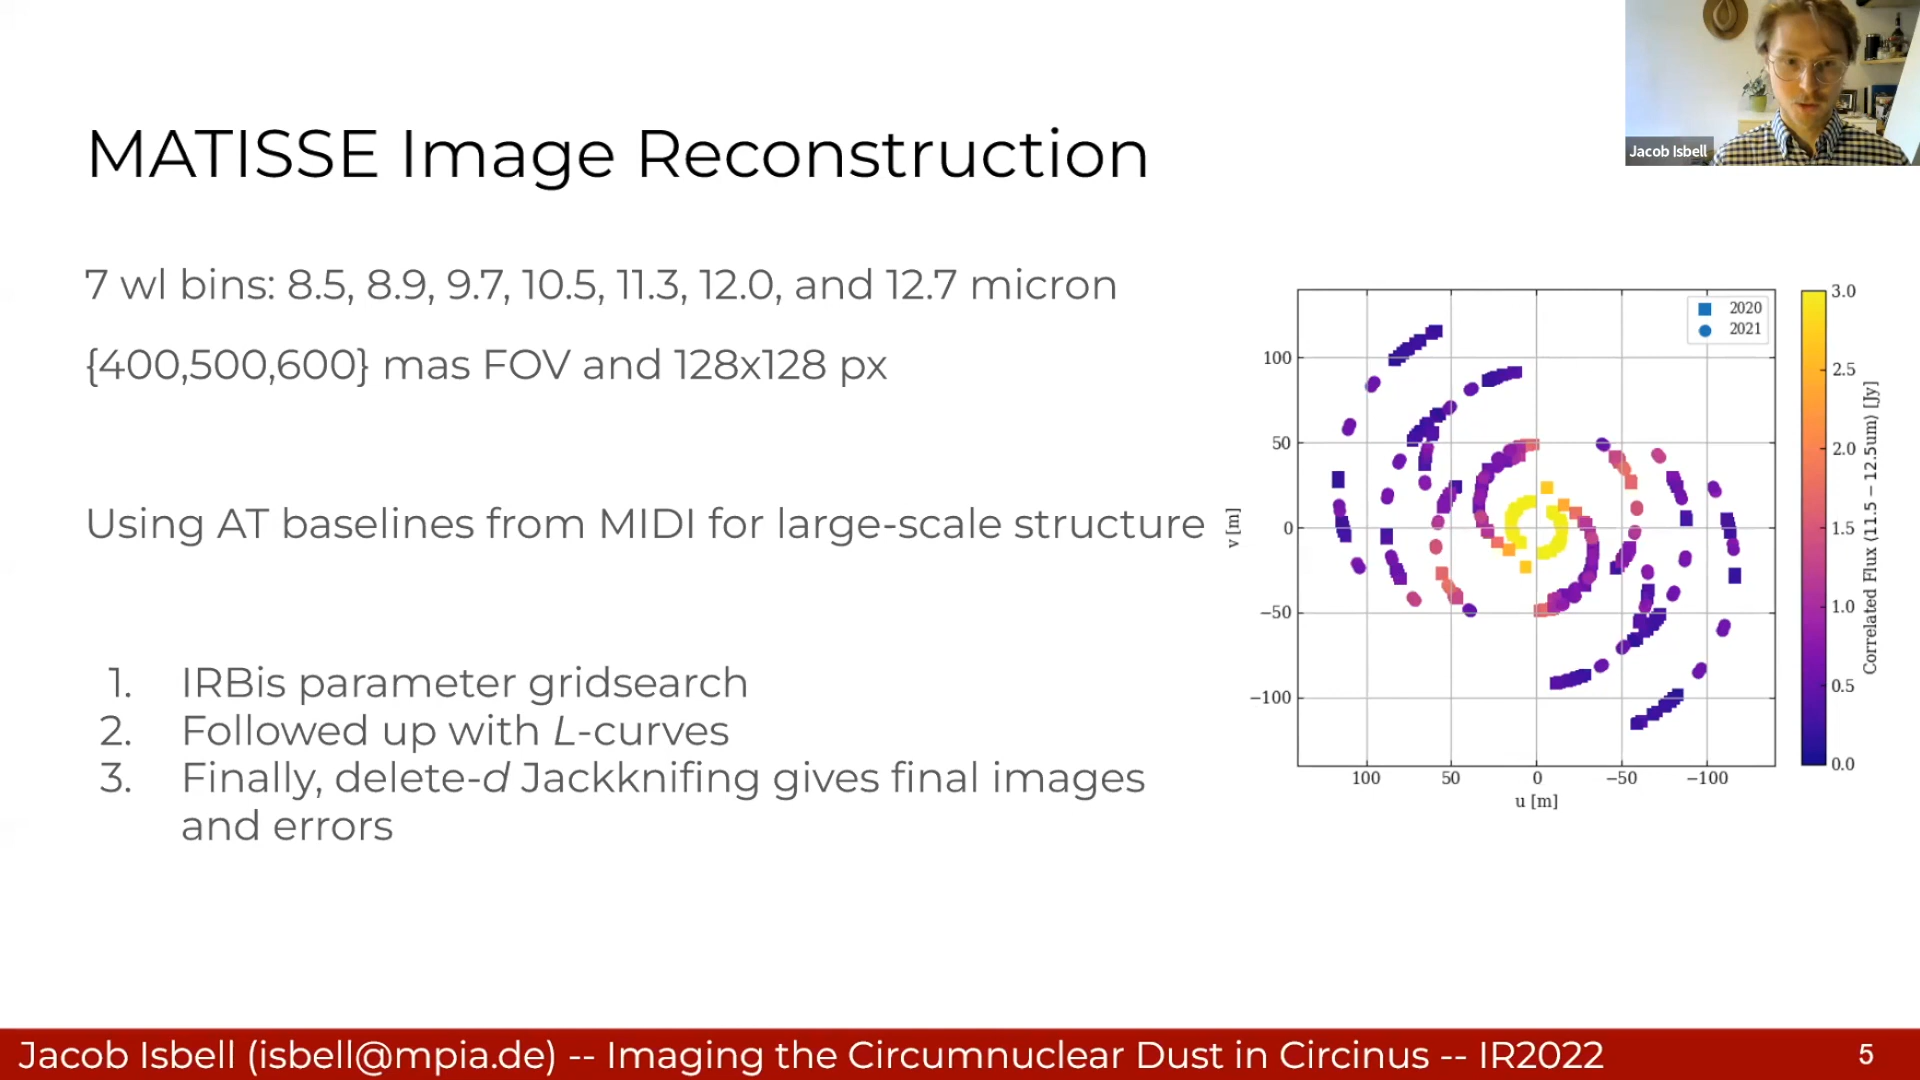 Jacob Isbell
MATISSE Image Reconstruction
7 wl bins: 8.5, 8.9, 9.7, 10.5, 11.3, 12.0, and 12.7 micron
{400,500,600} mas FOV and 128x128 px
Using AT baselines from MIDI for large-scale structure
1. IRBis parameter gridsearch
2. Followed up with L-curves
3. Finally, delete-d Jackknifing gives final images
and errors
2020
2021
100
50
0
−50
−100
v [m]
100
50
0
−50
−100
u [m]
3.0
2.5
2.0
1.5
1.0
0.5
0.0
Correlated Flux (11.5 − 12.5um) [Jy]
Jacob Isbell (isbell@mpia.de) -- Imaging the Circumnuclear Dust in Circinus -- IR2022
5